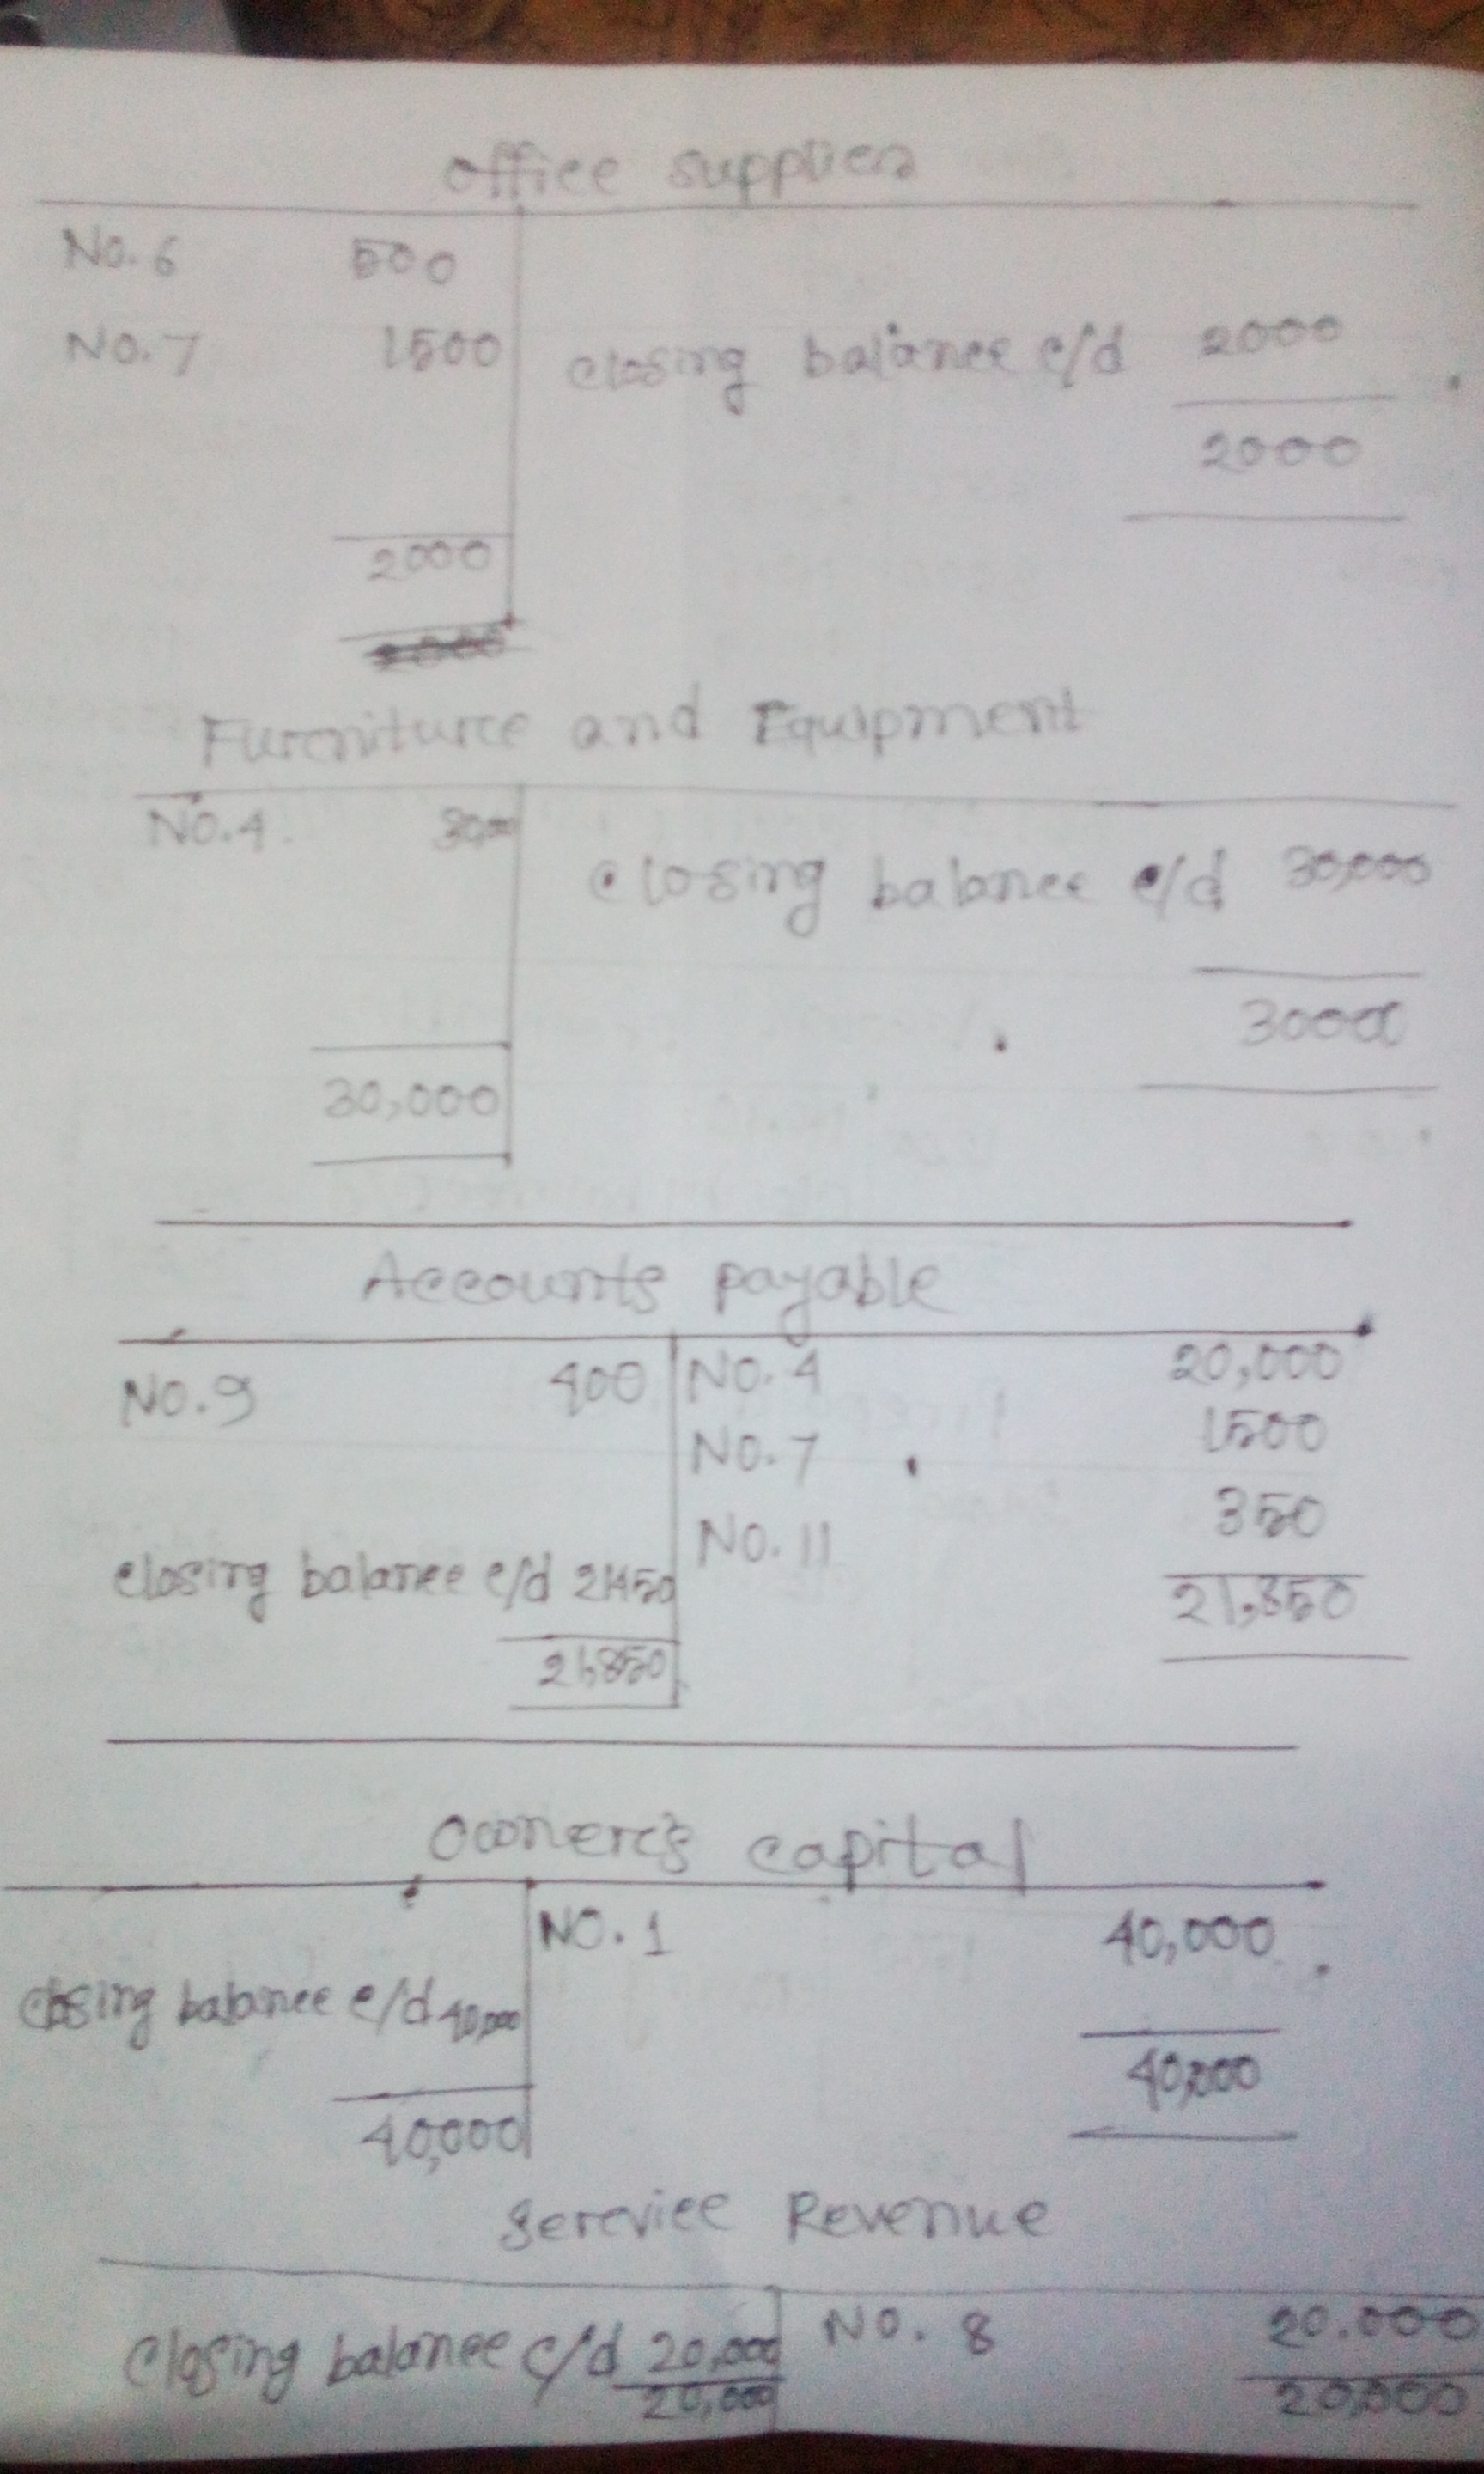 Office supplies
No. 6 500
No. 7 1500 closing balance c/d 2000
2000
2000
Furniture and Equipment
No. 4. closing balance c/d 30,000
30,000
Accounts payable
No. 9 400 No. 4 20,000
No. 7 1500
No. 11 350
closing balance c/d 21450 21,850
21,850
Owner's capital
No. 1 40,000
closing balance c/d 40,000
40,000
40,000
Service Revenue
Closing balance c/d 20,000 No. 8 20.000
20,000 20,000